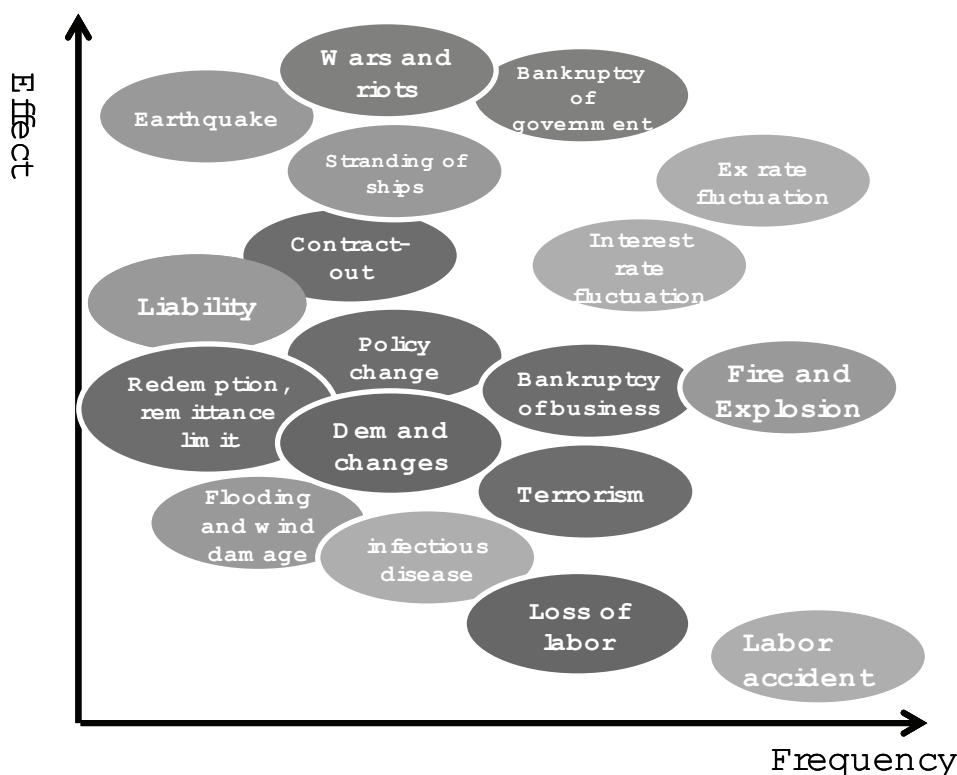 Effect
Wars and
riots
Bankruptcy
of
government
Earthquake
Stranding of
ships
Ex rate
fluctuation
Contract-
out
Interest
rate
fluctuation
Liability
Policy
change
Redemption,
remittance
limit
Bankruptcy
of business
Fire and
Explosion
Demand
changes
Terrorism
Flooding
and wind
damage
infectious
disease
Loss of
labor
Labor
accident
Frequency